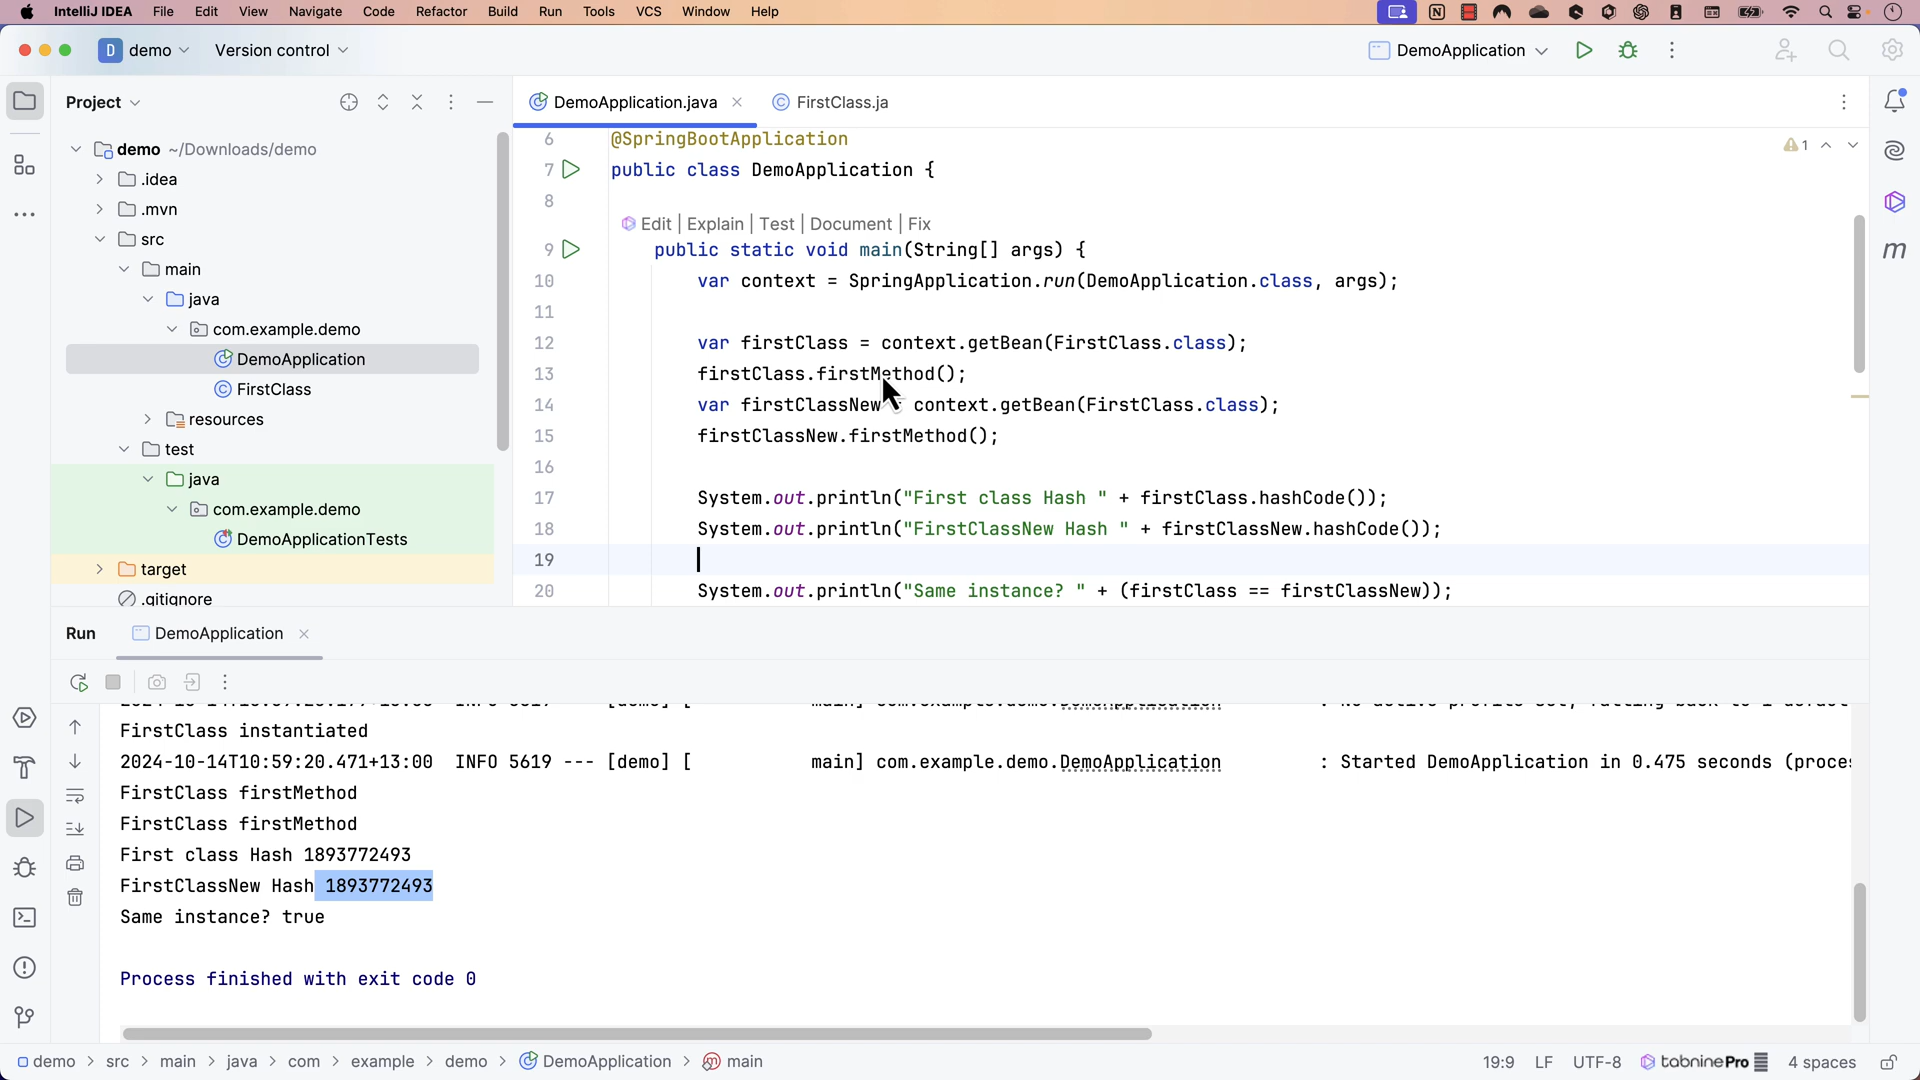 IntelliJ IDEA File Edit View Navigate Code Refactor Build Run Tools VCS Window Help
D demo Version control DemoApplication
Project DemoApplication.java FirstClass.ja
demo ~/Downloads/demo
.idea
.mvn
src
main
java
com.example.demo
DemoApplication
FirstClass
resources
test
java
com.example.demo
DemoApplicationTests
target
.gitignore
6 @SpringBootApplication
1
7 public class DemoApplication {
8
Edit | Explain | Test | Document | Fix
9 public static void main(String[] args) {
10 var context = SpringApplication.run(DemoApplication.class, args);
11
12 var firstClass = context.getBean(FirstClass.class);
13 firstClass.firstMethod();
14 var firstClassNew = context.getBean(FirstClass.class);
15 firstClassNew.firstMethod();
16
17 System.out.println("First class Hash " + firstClass.hashCode());
18 System.out.println("FirstClassNew Hash " + firstClassNew.hashCode());
19
20 System.out.println("Same instance? " + (firstClass == firstClassNew));
m
Run DemoApplication
FirstClass instantiated
2024-10-14T10:59:20.471+13:00 INFO 5619 --- [demo] [ main] com.example.demo.DemoApplication : Started DemoApplication in 0.475 seconds (proce
FirstClass firstMethod
FirstClass firstMethod
First class Hash 1893772493
FirstClassNew Hash 1893772493
Same instance? true
Process finished with exit code 0
demo > src > main > java > com > example > demo > DemoApplication > main 19:9 LF UTF-8 tabnine Pro 4 spaces